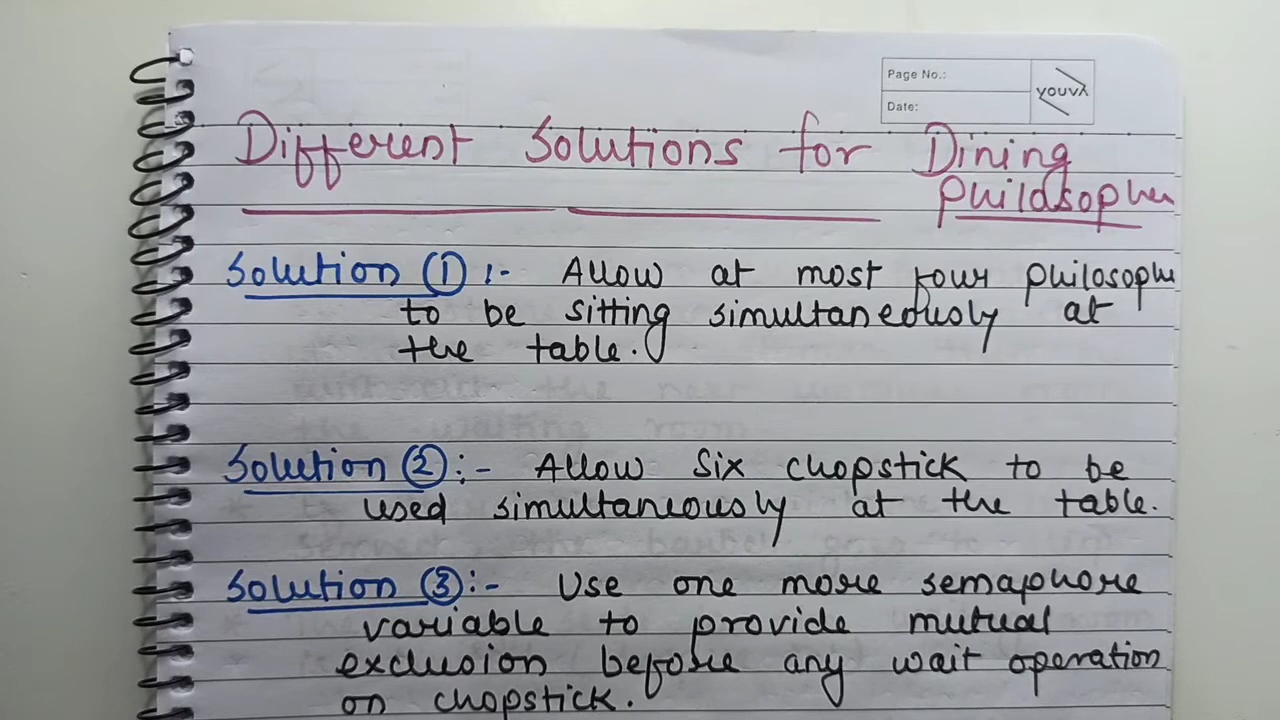 Page No.:
Date:
youva
Different Solutions for Dining
philosopher
Solution (1) :- Allow at most four philosophe
to be sitting simultaneously at
the table.
Solution (2) :- Allow six chopstick to be
used simultaneously at the table.
Solution (3) :- Use one more semaphore
variable to provide mutual
exclusion before any wait operation
on chopstick.